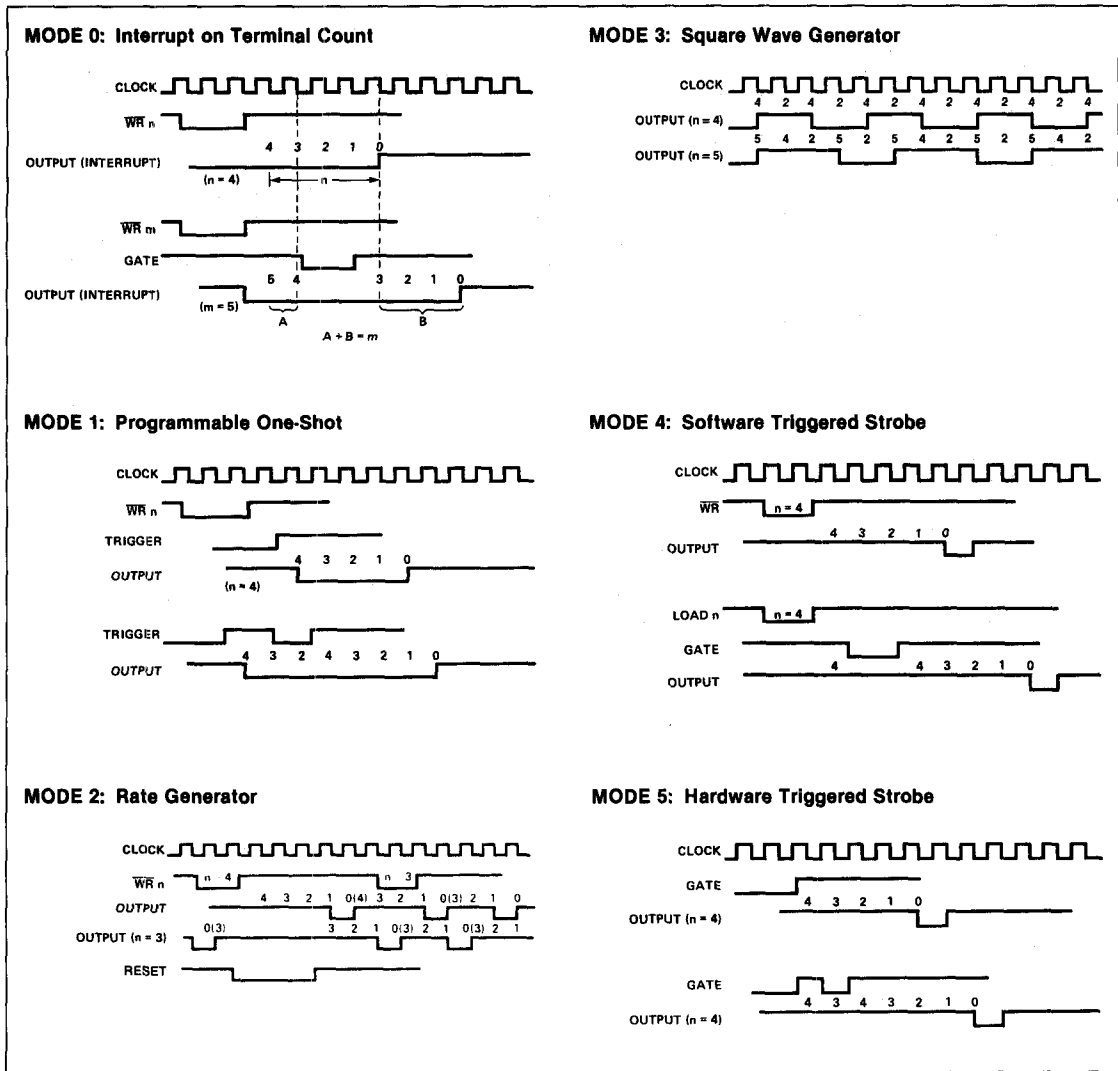 MODE 0: Interrupt on Terminal Count
CLOCK
WR n
4 3 2 1 0
OUTPUT (INTERRUPT)
(n = 4)
n
WR m
GATE
5 4 3 2 1 0
OUTPUT (INTERRUPT)
(m = 5)
A B
A + B = m
MODE 1: Programmable One-Shot
CLOCK
WR n
TRIGGER
4 3 2 1 0
OUTPUT
(n = 4)
TRIGGER
4 3 2 4 3 2 1 0
OUTPUT
MODE 2: Rate Generator
CLOCK
WR n
n 4 n 3
4 3 2 1 0(4) 3 2 1 0(3) 2 1 0
OUTPUT
0(3) 3 2 1 0(3) 2 1 0(3) 2 1
OUTPUT (n = 3)
RESET
MODE 3: Square Wave Generator
CLOCK
4 2 4 2 4 2 4 2 4 2 4 2 4
OUTPUT (n = 4)
5 4 2 5 2 5 4 2 5 2 5 4 2
OUTPUT (n = 5)
MODE 4: Software Triggered Strobe
CLOCK
WR n = 4
4 3 2 1 0
OUTPUT
LOAD n n = 4
GATE
4 4 3 2 1 0
OUTPUT
MODE 5: Hardware Triggered Strobe
CLOCK
GATE
4 3 2 1 0
OUTPUT (n = 4)
GATE
4 3 4 3 2 1 0
OUTPUT (n = 4)